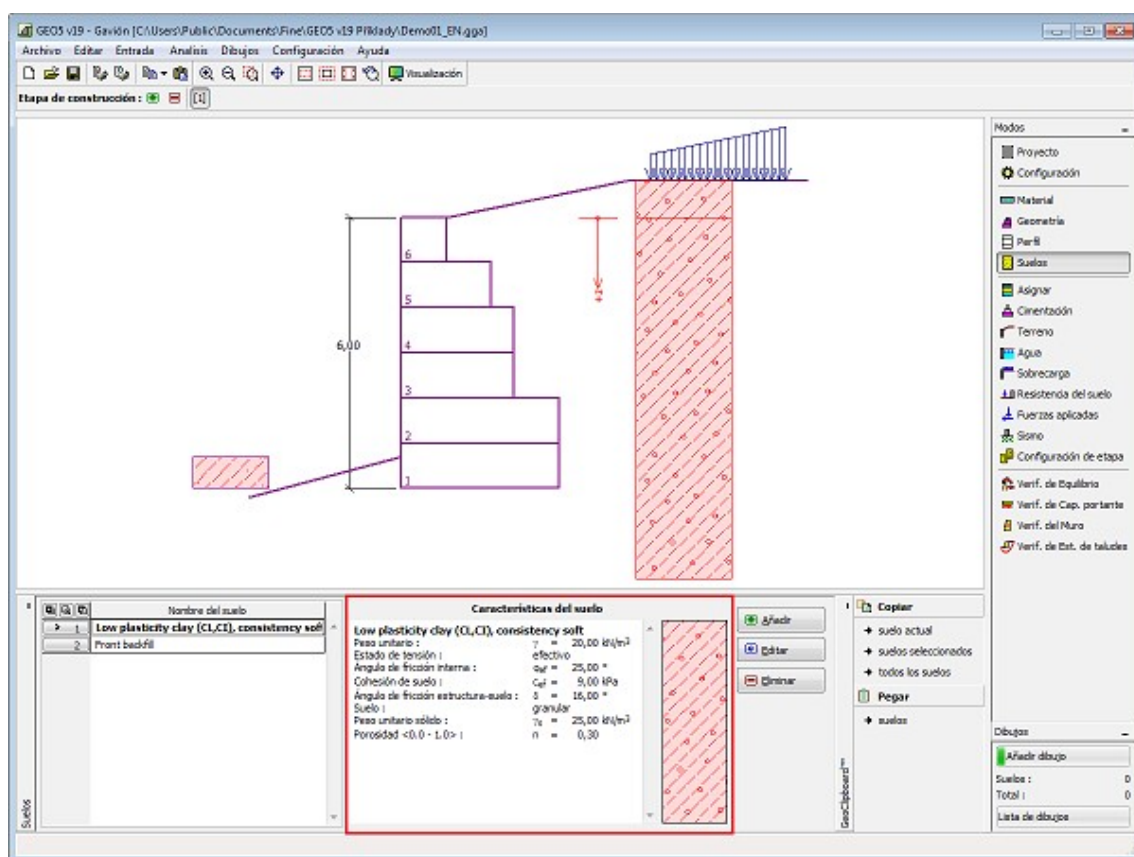 GEO5 v19 - Gavión [C:\Users\Public\Documents\Fine\GEO5 v19 Příklady\Demo01_EN.gga]
Archivo Editar Entrada Analisis Dibujos Configuración Ayuda
Visualización
Etapa de construcción : [1]
Modos
Proyecto
Configuración
Material
Geometría
Perfil
Suelos
Asignar
Cimentación
Terreno
Agua
Sobrecarga
Resistencia del suelo
Fuerzas aplicadas
Sismo
Configuración de etapa
Verif. de Equilibrio
Verif. de Cap. portante
Verif. del Muro
Verif. de Est. de taludes
6
5
4
3
2
1
6,00
+z
Nombre del suelo
> 1 Low plasticity clay (CL,CI), consistency soft
2 Front backfill
Características del suelo
Low plasticity clay (CL,CI), consistency soft
Peso unitario : γ = 20,00 kN/m³
Estado de tensión : efectivo
Angulo de fricción interna : φef = 25,00 °
Cohesión de suelo : cef = 9,00 kPa
Ángulo de fricción estructura-suelo : δ = 16,00 °
Suelo : granular
Peso unitario sólido : γs = 25,00 kN/m³
Porosidad <0.0 - 1.0> : n = 0,30
Añadir
Editar
Eliminar
Copiar
suelo actual
suelos seleccionados
todos los suelos
Pegar
suelos
Suelos
GeoClipboard™
Dibujos
Añadir dibujo
Suelos : 0
Total : 0
Lista de dibujos